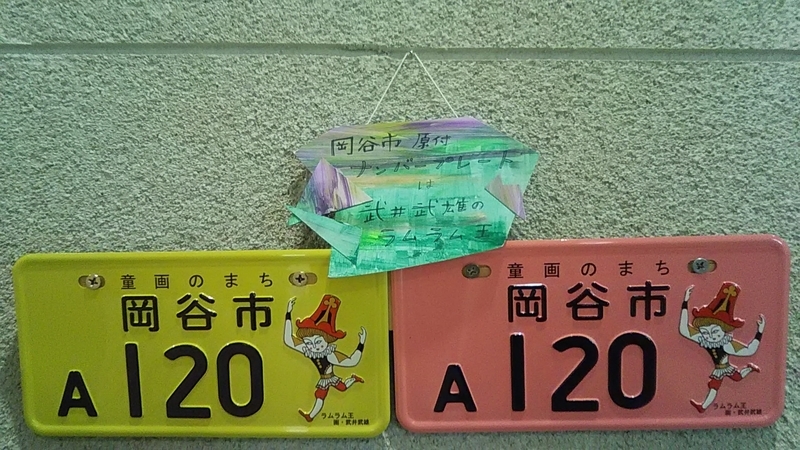 岡谷市 原付
ナンバープレート
は
武井武雄の
ラムラム王
童画のまち
岡谷市
A 120
ラムラム王
画・武井武雄
童画のまち
岡谷市
A 120
ラムラム王
画・武井武雄